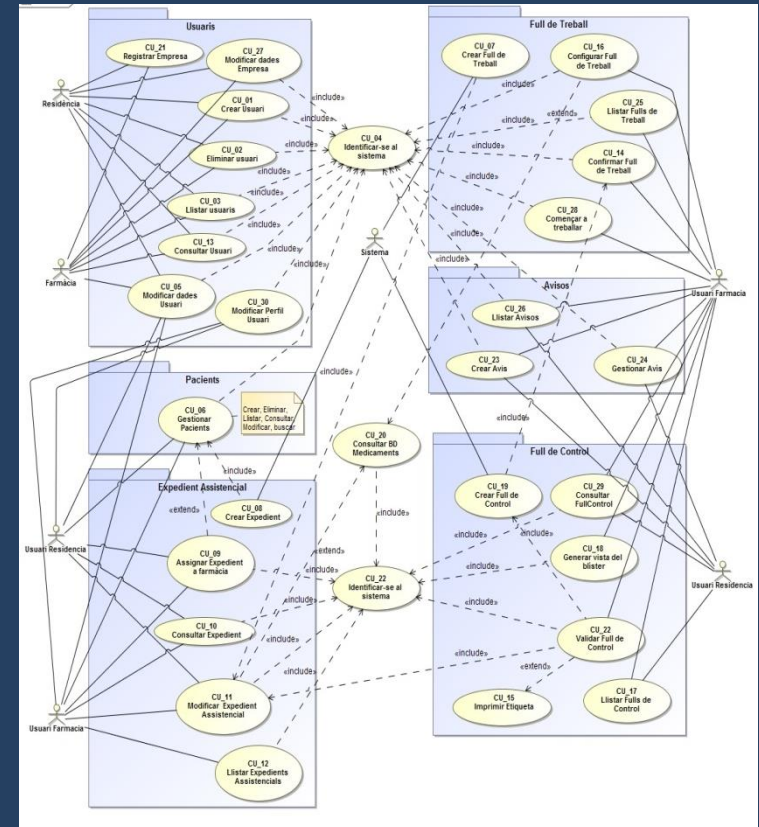 Usuaris
CU_21
Registrar Empresa
CU_27
Modificar dades
Empresa
CU_01
Crear Usuari
CU_02
Eliminar usuari
CU_03
Llistar usuaris
CU_13
Consultar Usuari
CU_05
Modificar dades
Usuari
CU_30
Modificar Perfil
Usuari
Residència
Farmàcia
«include»
«include»
«include»
«include»
«include»
«include»
«include»
CU_04
Identificar-se al
sistema
Sistema
Full de Treball
CU_07
Crear Full de
Treball
CU_16
Configurar Full
de Treball
CU_25
Llistar Fulls de
Treball
CU_14
Confirmar Full
de Treball
CU_28
Començar a
treballar
«include»
«include»
«extend»
«include»
«include»
«include»
«include»
Usuari Farmacia
Avisos
CU_26
Llistar Avisos
CU_23
Crear Avis
CU_24
Gestionar Avis
Pacients
CU_06
Gestionar
Pacients
Crear, Eliminar,
Llistar, Consultar,
Modificar, buscar
«include»
«include»
CU_20
Consultar BD
Medicaments
«include»
Expedient Assistencial
«include»
«extend»
CU_08
Crear Expedient
CU_09
Assignar Expedient
a farmàcia
CU_10
Consultar Expedient
CU_11
Modificar Expedient
Assistencial
CU_12
Llistar Expedients
Assistencials
Usuari Residencia
Usuari Farmacia
«extend»
«include»
«include»
«include»
«include»
CU_22
Identificar-se al
sistema
Full de Control
CU_19
Crear Full de
Control
CU_29
Consultar
FullControl
CU_18
Generar vista del
blister
CU_22
Validar Full de
Control
CU_15
Imprimir Etiqueta
CU_17
Llistar Fulls de
Control
«include»
«include»
«include»
«include»
«include»
«extend»
Usuari Residencia